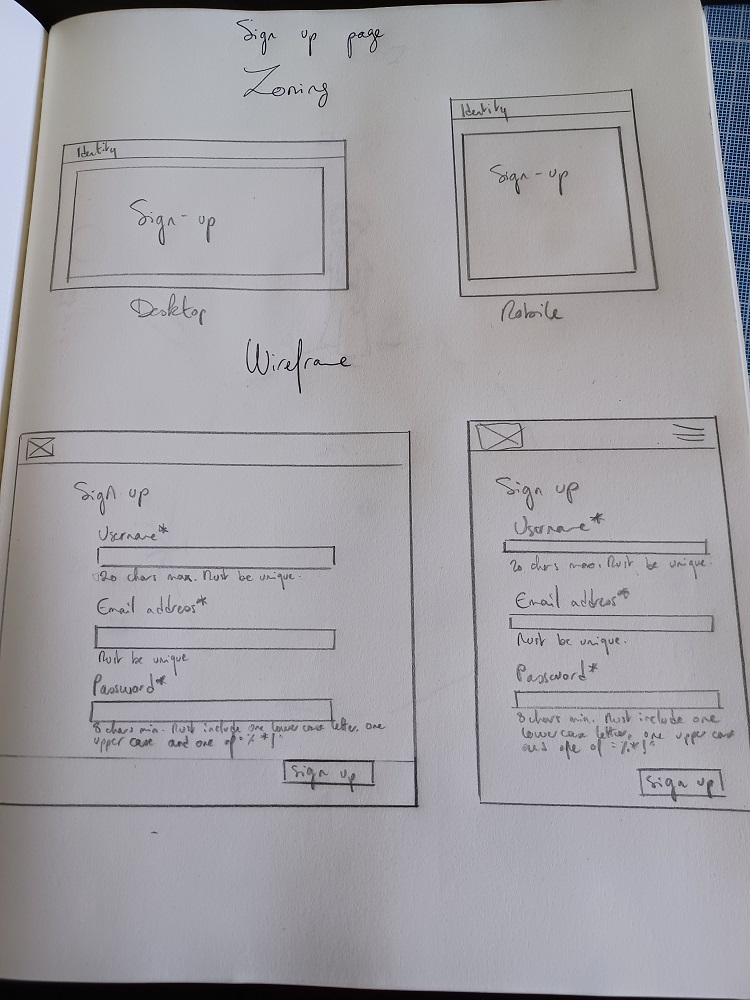 Sign up page
Zoning
Identity
Sign-up
Desktop
Identity
Sign-up
Mobile
Wireframe
Sign up
Username*
20 chars max. Must be unique.
Email address*
Must be unique
Password*
8 chars min. Must include one lower case letter, one
upper case and one of : % * ! ^
Sign up
Sign up
Username*
20 chars max. Must be unique.
Email address*
Must be unique.
Password*
8 chars min. Must include one
lower case letter, one upper case
and one of : % * ! ^
Sign up